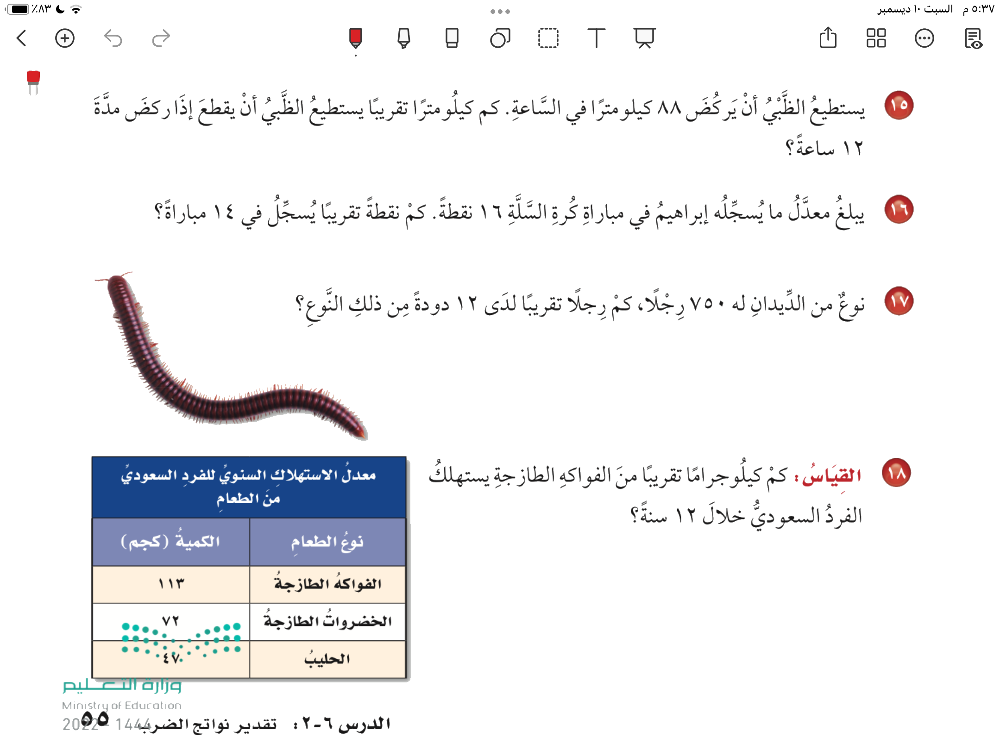 ٥:٣٧ م السبت ١٠ ديسمبر
٪٨٣
١٥ يستطيعُ الظَّبْيُ أنْ يَركُضَ ٨٨ كيلومترًا في السَّاعةِ. كم كيلُومترًا تقريبًا يستطيعُ الظَّبيُ أنْ يقطعَ إذَا ركضَ مدَّةَ
١٢ ساعةً؟
١٦ يبلغُ معدَّلُ ما يُسجِّلُه إبراهيمُ في مباراةِ كُرةِ السَّلَّةِ ١٦ نقطةً. كمْ نقطةً تقريبًا يُسجِّلُ في ١٤ مباراةً؟
١٧ نوعٌ من الدِّيدانِ له ٧٥٠ رِجْلًا، كمْ رِجلًا تقريبًا لدَى ١٢ دودةً مِن ذلكِ النَّوعِ؟
١٨ القِيَاسُ: كمْ كيلُوجرامًا تقريبًا منَ الفواكهِ الطازجةِ يستهلكُ
الفردُ السعوديُّ خلالَ ١٢ سنةً؟
معدلُ الاستهلاكِ السنويِّ للفردِ السعوديِّ
منَ الطعامِ
نوعُ الطعامِ الكميةُ (كجم)
الفواكهُ الطازجةُ ١١٣
الخضرواتُ الطازجةُ ٧٢
الحليبُ ٤٧
وزارة التعليم
Ministry of Education
2022 - 1444
الدرس ٦-٢: تقدير نواتج الضرب ٥٥